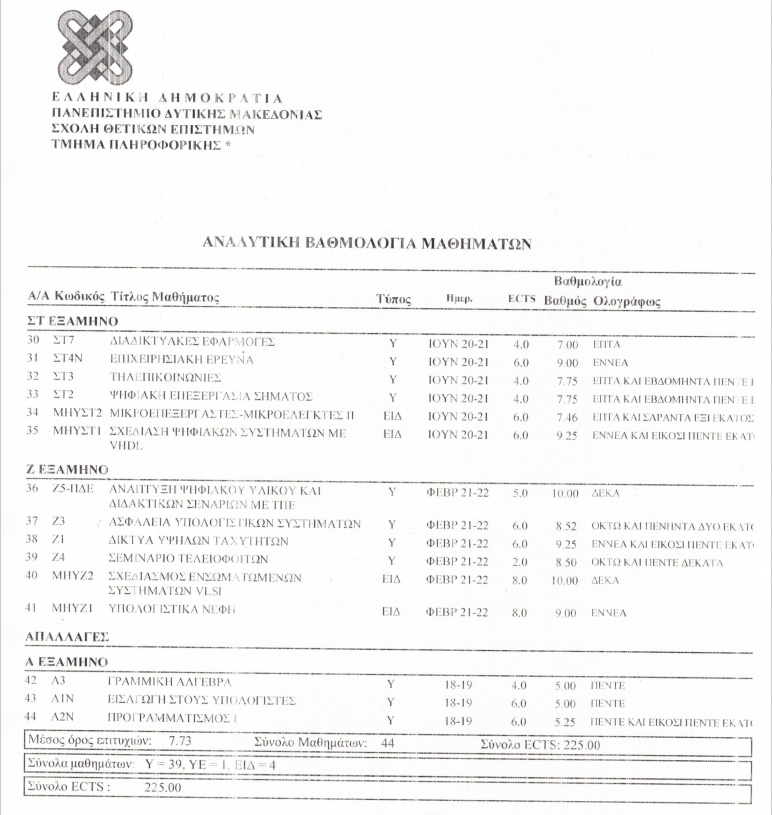 ΕΛΛΗΝΙΚΗ ΔΗΜΟΚΡΑΤΙΑ
ΠΑΝΕΠΙΣΤΗΜΙΟ ΔΥΤΙΚΗΣ ΜΑΚΕΔΟΝΙΑΣ
ΣΧΟΛΗ ΘΕΤΙΚΩΝ ΕΠΙΣΤΗΜΩΝ
ΤΜΗΜΑ ΠΛΗΡΟΦΟΡΙΚΗΣ *
ΑΝΑΛΥΤΙΚΗ ΒΑΘΜΟΛΟΓΙΑ ΜΑΘΗΜΑΤΩΝ
Βαθμολογία
Α/Α Κωδικός Τίτλος Μαθήματος Τύπος Ημερ. ECTS Βαθμός Ολογράφως
ΣΤ ΕΞΑΜΗΝΟ
30 ΣΤ7 ΔΙΑΔΙΚΤΥΑΚΕΣ ΕΦΑΡΜΟΓΕΣ Υ ΙΟΥΝ 20-21 4.0 7.00 ΕΠΤΑ
31 ΣΤ4Ν ΕΠΙΧΕΙΡΗΣΙΑΚΗ ΕΡΕΥΝΑ Υ ΙΟΥΝ 20-21 6.0 9.00 ΕΝΝΕΑ
32 ΣΤ3 ΤΗΛΕΠΙΚΟΙΝΩΝΙΕΣ Υ ΙΟΥΝ 20-21 4.0 7.75 ΕΠΤΑ ΚΑΙ ΕΒΔΟΜΗΝΤΑ ΠΕΝΤΕ Ε
33 ΣΤ2 ΨΗΦΙΑΚΗ ΕΠΕΞΕΡΓΑΣΙΑ ΣΗΜΑΤΟΣ Υ ΙΟΥΝ 20-21 4.0 7.75 ΕΠΤΑ ΚΑΙ ΕΒΔΟΜΗΝΤΑ ΠΕΝΤΕ Ε
34 ΜΗΥΣΤ2 ΜΙΚΡΟΕΠΕΞΕΡΓΑΣΤΕΣ-ΜΙΚΡΟΕΛΕΓΚΤΕΣ ΙΙ ΕΙΔ ΙΟΥΝ 20-21 6.0 7.46 ΕΠΤΑ ΚΑΙ ΣΑΡΑΝΤΑ ΕΞΙ ΕΚΑΤΟΣ
35 ΜΗΥΣΤ1 ΣΧΕΔΙΑΣΗ ΨΗΦΙΑΚΩΝ ΣΥΣΤΗΜΑΤΩΝ ΜΕ ΕΙΔ ΙΟΥΝ 20-21 6.0 9.25 ΕΝΝΕΑ ΚΑΙ ΕΙΚΟΣΙ ΠΕΝΤΕ ΕΚΑΤ
VHDL
Ζ ΕΞΑΜΗΝΟ
36 Ζ5-ΠΔΕ ΑΝΑΠΤΥΞΗ ΨΗΦΙΑΚΟΥ ΥΛΙΚΟΥ ΚΑΙ Υ ΦΕΒΡ 21-22 5.0 10.00 ΔΕΚΑ
ΔΙΔΑΚΤΙΚΩΝ ΣΕΝΑΡΙΩΝ ΜΕ ΤΠΕ
37 Ζ3 ΑΣΦΑΛΕΙΑ ΥΠΟΛΟΓΙΣΤΙΚΩΝ ΣΥΣΤΗΜΑΤΩΝ Υ ΦΕΒΡ 21-22 6.0 8.52 ΟΚΤΩ ΚΑΙ ΠΕΝΗΝΤΑ ΔΥΟ ΕΚΑΤΟ
38 Ζ1 ΔΙΚΤΥΑ ΥΨΗΛΩΝ ΤΑΧΥΤΗΤΩΝ Υ ΦΕΒΡ 21-22 6.0 9.25 ΕΝΝΕΑ ΚΑΙ ΕΙΚΟΣΙ ΠΕΝΤΕ ΕΚΑΤ
39 Ζ4 ΣΕΜΙΝΑΡΙΟ ΤΕΛΕΙΟΦΟΙΤΩΝ Υ ΦΕΒΡ 21-22 2.0 8.50 ΟΚΤΩ ΚΑΙ ΠΕΝΤΕ ΔΕΚΑΤΑ
40 ΜΗΥΖ2 ΣΧΕΔΙΑΣΜΟΣ ΕΝΣΩΜΑΤΩΜΕΝΩΝ ΕΙΔ ΦΕΒΡ 21-22 8.0 10.00 ΔΕΚΑ
ΣΥΣΤΗΜΑΤΩΝ VLSI
41 ΜΗΥΖ1 ΥΠΟΛΟΓΙΣΤΙΚΑ ΝΕΦΗ ΕΙΔ ΦΕΒΡ 21-22 8.0 9.00 ΕΝΝΕΑ
ΑΠΑΛΛΑΓΕΣ
Α ΕΞΑΜΗΝΟ
42 Α3 ΓΡΑΜΜΙΚΗ ΑΛΓΕΒΡΑ Υ 18-19 4.0 5.00 ΠΕΝΤΕ
43 Α1Ν ΕΙΣΑΓΩΓΗ ΣΤΟΥΣ ΥΠΟΛΟΓΙΣΤΕΣ Υ 18-19 6.0 5.00 ΠΕΝΤΕ
44 Α2Ν ΠΡΟΓΡΑΜΜΑΤΙΣΜΟΣ Ι Υ 18-19 6.0 5.25 ΠΕΝΤΕ ΚΑΙ ΕΙΚΟΣΙ ΠΕΝΤΕ ΕΚΑΤΟ
Μέσος όρος επιτυχιών: 7.73 Σύνολο Μαθημάτων: 44 Σύνολο ECTS: 225.00
Σύνολα μαθημάτων: Υ = 39, ΥΕ = 1, ΕΙΔ = 4
Σύνολο ECTS : 225.00